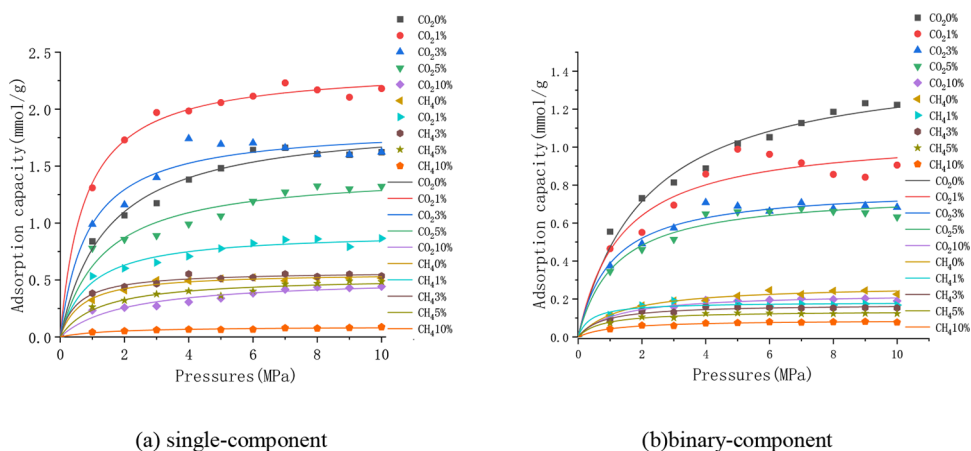 2.5
2.0
1.5
1.0
0.5
0.0
0
2
4
6
8
10
Adsorption capacity(mmol/g)
Pressures(MPa)
CO₂0%
CO₂1%
CO₂3%
CO₂5%
CO₂10%
CH₄0%
CO₂1%
CH₄3%
CH₄5%
CH₄10%
CO₂0%
CO₂1%
CO₂3%
CO₂5%
CO₂10%
CH₄0%
CH₄1%
CH₄3%
CH₄5%
CH₄10%
(a) single-component
1.4
1.2
1.0
0.8
0.6
0.4
0.2
0.0
0
2
4
6
8
10
Adsorption capacity(mmol/g)
Pressures(MPa)
CO₂0%
CO₂1%
CO₂3%
CO₂5%
CO₂10%
CH₄0%
CH₄1%
CH₄3%
CH₄5%
CH₄10%
CO₂0%
CO₂1%
CO₂3%
CO₂5%
CO₂10%
CH₄0%
CH₄1%
CH₄3%
CH₄5%
CH₄10%
(b)binary-component